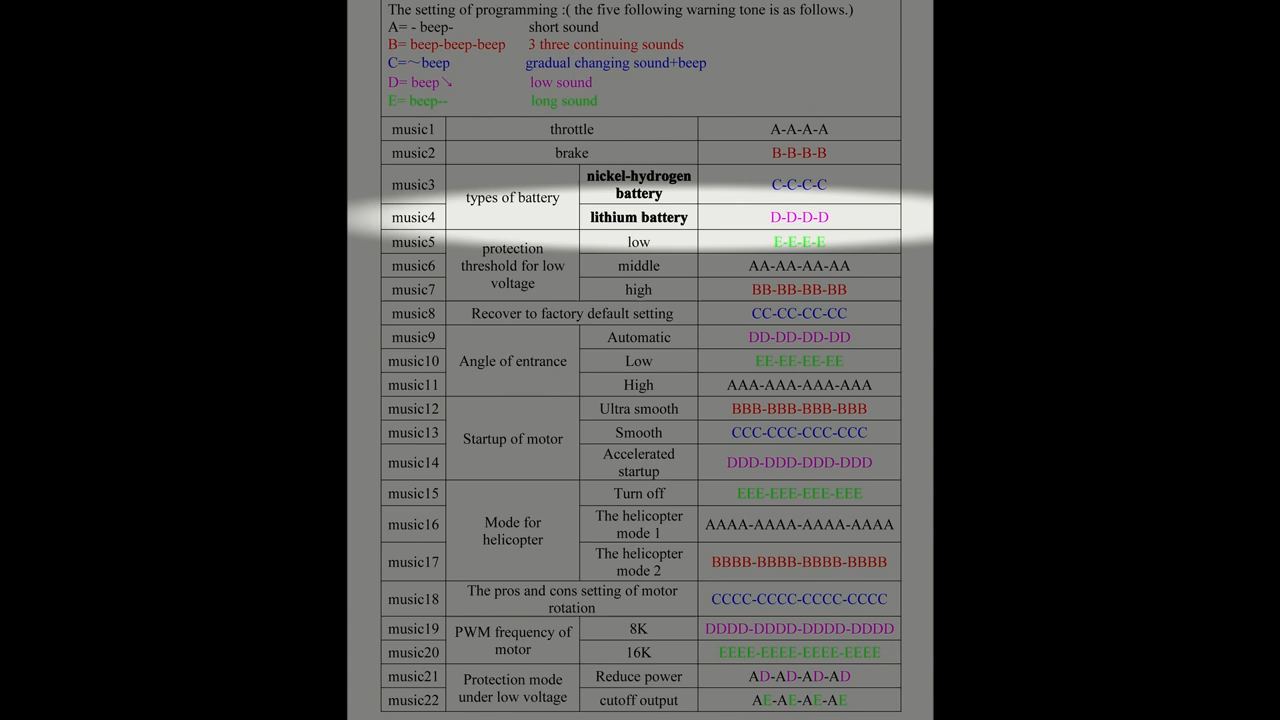 The setting of programming :( the five following warning tone is as follows.)
A= - beep- short sound
B= beep-beep-beep 3 three continuing sounds
C=～beep gradual changing sound+beep
D= beep↘ low sound
E= beep-- long sound
music1 throttle A-A-A-A
music2 brake B-B-B-B
music3 types of battery nickel-hydrogen battery C-C-C-C
music4 lithium battery D-D-D-D
music5 protection threshold for low voltage low E-E-E-E
music6 middle AA-AA-AA-AA
music7 high BB-BB-BB-BB
music8 Recover to factory default setting CC-CC-CC-CC
music9 Angle of entrance Automatic DD-DD-DD-DD
music10 Low EE-EE-EE-EE
music11 High AAA-AAA-AAA-AAA
music12 Startup of motor Ultra smooth BBB-BBB-BBB-BBB
music13 Smooth CCC-CCC-CCC-CCC
music14 Accelerated startup DDD-DDD-DDD-DDD
music15 Mode for helicopter Turn off EEE-EEE-EEE-EEE
music16 The helicopter mode 1 AAAA-AAAA-AAAA-AAAA
music17 The helicopter mode 2 BBBB-BBBB-BBBB-BBBB
music18 The pros and cons setting of motor rotation CCCC-CCCC-CCCC-CCCC
music19 PWM frequency of motor 8K DDDD-DDDD-DDDD-DDDD
music20 16K EEEE-EEEE-EEEE-EEEE
music21 Protection mode under low voltage Reduce power AD-AD-AD-AD
music22 cutoff output AE-AE-AE-AE